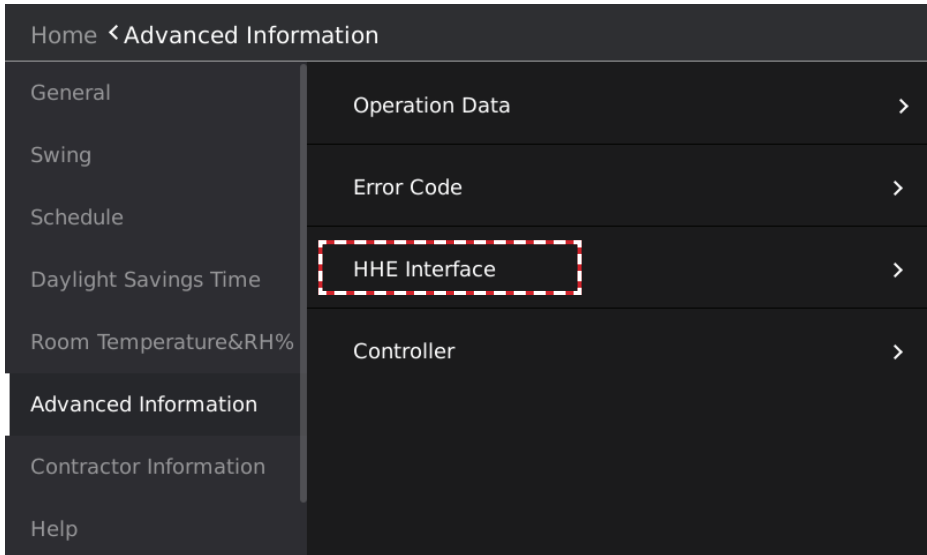 Home < Advanced Information
General
Swing
Schedule
Daylight Savings Time
Room Temperature&RH%
Advanced Information
Contractor Information
Help
Operation Data
Error Code
HHE Interface
Controller